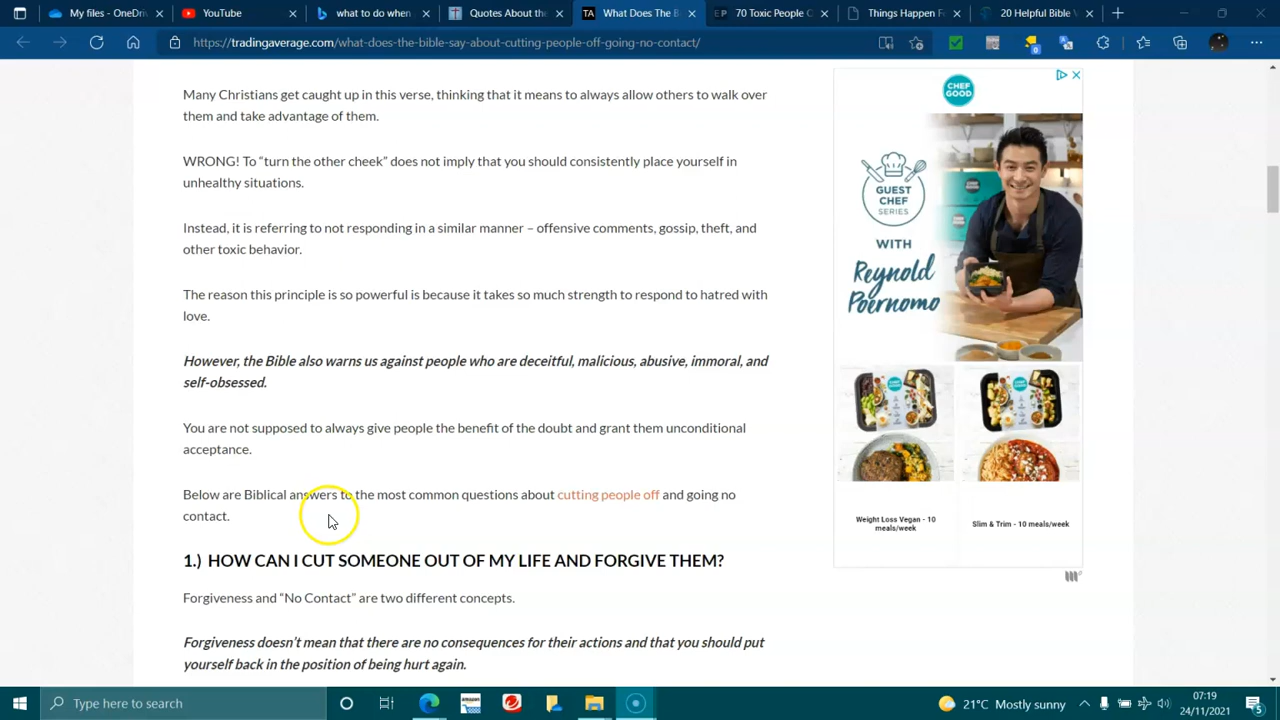 My files - OneDriv
YouTube
what to do when
Quotes About the
What Does The B
70 Toxic People C
Things Happen Fo
20 Helpful Bible V
https://tradingaverage.com/what-does-the-bible-say-about-cutting-people-off-going-no-contact/
Many Christian get caught up in this verse, thinking that it means to always allow others to walk over
them and take advantage of them.
WRONG! To “turn the other cheek” does not imply that you should consistently place yourself in
unhealthy situations.
Instead, it is referring to not responding in a similar manner – offensive comments, gossip, theft, and
other toxic behavior.
The reason this principle is so powerful is because it takes so much strength to respond to hatred with
love.
However, the Bible also warns us against people who are deceitful, malicious, abusive, immoral, and
self-obsessed.
You are not supposed to always give people the benefit of the doubt and grant them unconditional
acceptance.
Below are Biblical answers to the most common questions about cutting people off and going no
contact.
1.) HOW CAN I CUT SOMEONE OUT OF MY LIFE AND FORGIVE THEM?
Forgiveness and “No Contact” are two different concepts.
Forgiveness doesn’t mean that there are no consequences for their actions and that you should put
yourself back in the position of being hurt again.
CHEF
GOOD
GUEST
CHEF
SERIES
WITH
Reynold
Poernomo
Weight Loss Vegan - 10
meals/week
Slim & Trim - 10 meals/week
Type here to search
21°C Mostly sunny
07:19
24/11/2021
5